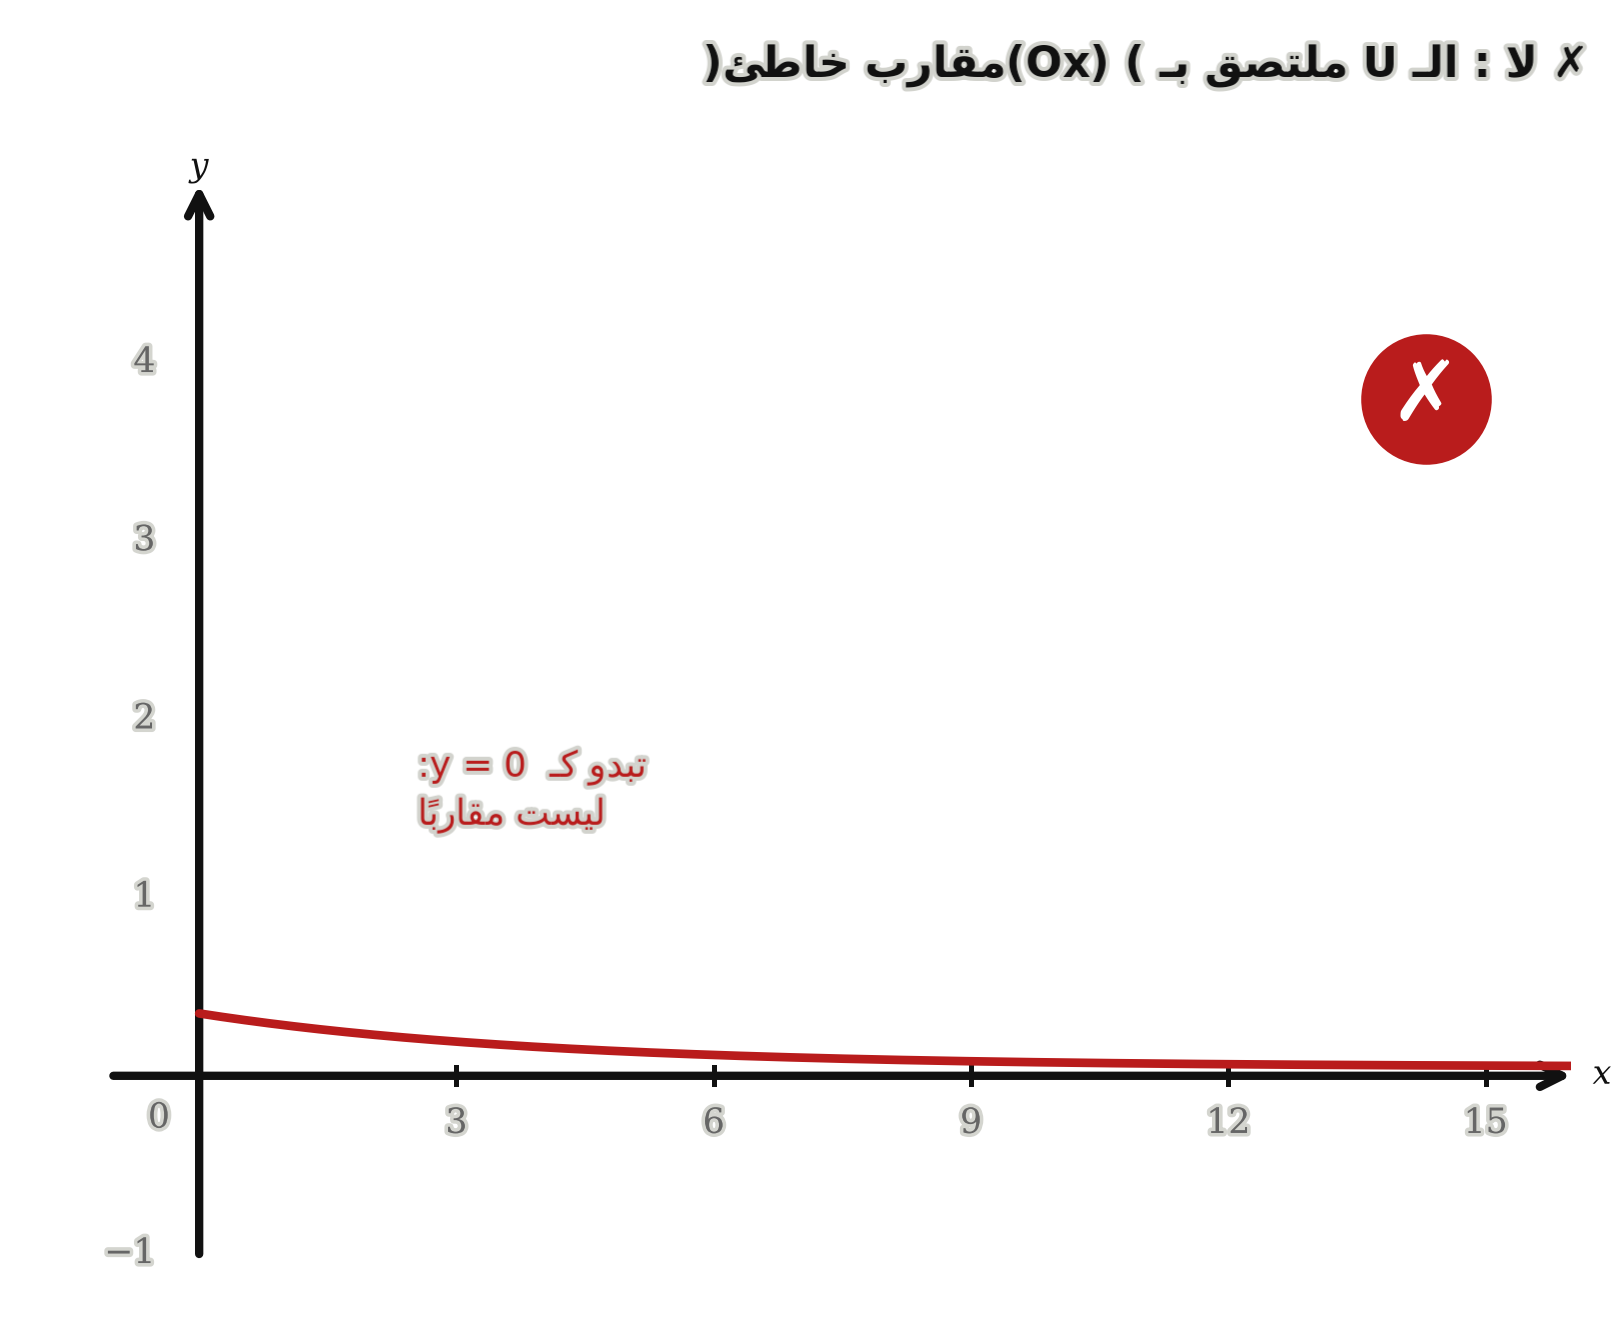 ✗ لا : الـ U ملتصق بـ ) (Ox)مقارب خاطئ(
y
4
3
2
تبدو كـ y = 0:
ليست مقاربًا
1
x
0 3 6 9 12 15
−1
✗